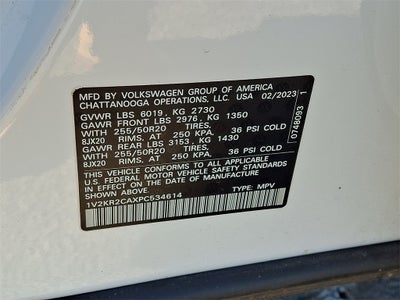 MFD BY VOLKSWAGEN GROUP OF AMERICA
CHATTANOOGA OPERATIONS, LLC. USA 02/2023
GVWR LBS 6019, KG 2730
GAWR FRONT LBS 2976, KG 1350
WITH 255/50R20 TIRES,
8JX20 RIMS, AT 250 KPA, 36 PSI COLD
GAWR REAR LBS 3153, KG 1430
WITH 255/50R20 TIRES,
8JX20 RIMS, AT 250 KPA, 36 PSI COLD
THIS VEHICLE CONFORMS TO ALL APPLICABLE
FEDERAL MOTOR VEHICLE SAFETY STANDARDS
IN EFFECT ON THE DATE OF MANUFACTURE
SHOWN ABOVE.
1V2KR2CAXPC534614 TYPE: MPV
0748093 1